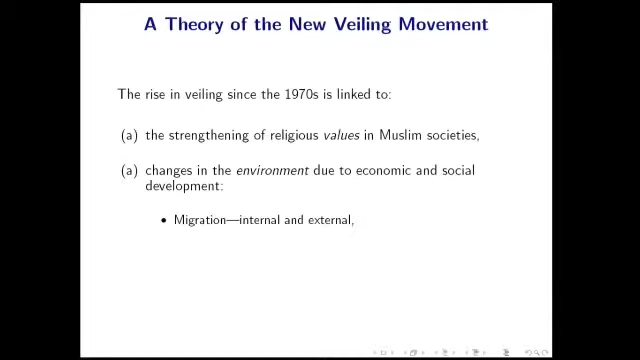 A Theory of the New Veiling Movement
The rise in veiling since the 1970s is linked to:
(a) the strengthening of religious values in Muslim societies,
(a) changes in the environment due to economic and social
development:
• Migration—internal and external,